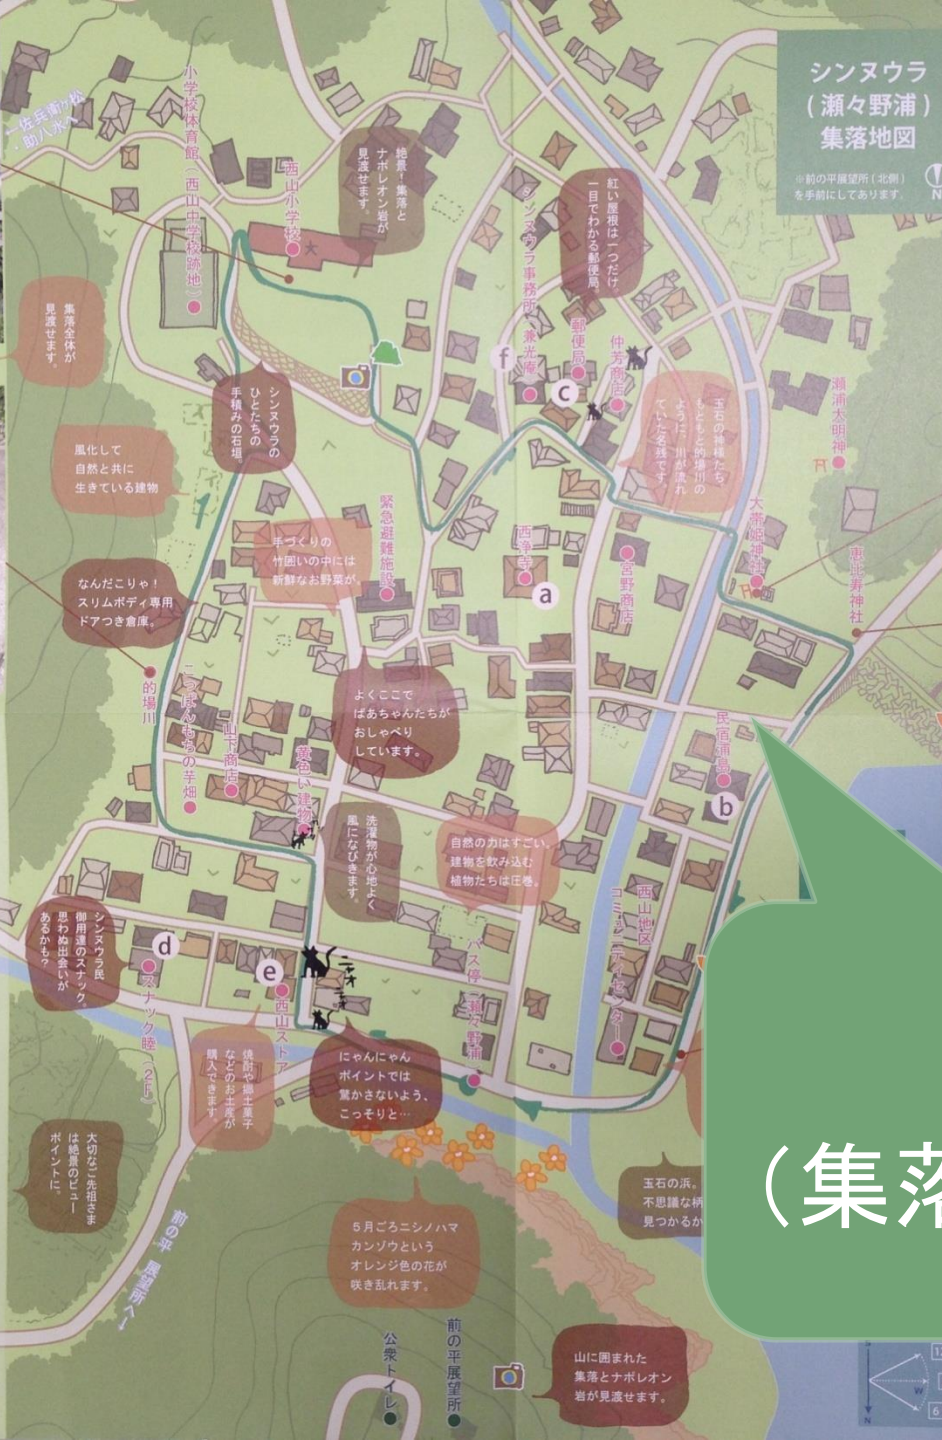 シンヌウラ
(瀬々野浦)
集落地図
※前の平展望所(北側)
を手前にしてあります。
N
佐兵衛ヶ松
・助八水へ
小学校体育館(西山中学校跡地)
西山小学校
絶景!集落と
ナポレオン岩が
見渡せます。
シンヌウラ事務所、兼光庵
紅い屋根は一つだけ、
一目でわかる郵便局。
集落全体が
見渡せます。
f
郵便局
c
仲芳商店
シンヌウラの
ひとたちの
手積みの石垣。
玉石の神様たち、
もともと的場川の
ように、川が流れ
ていた名残です。
瀬浦大明神
風化して
自然と共に
生きている建物
緊急避難施設
手づくりの
竹囲いの中には
新鮮なお野菜が。
西浄寺
a
宮野商店
大帯姫神社
恵比寿神社
なんだこりゃ!
スリムボディ専用
ドアつき倉庫。
的場川
こっぱんもちの芋畑
山下商店
黄色い建物
よくここで
ばあちゃんたちが
おしゃべり
しています。
民宿浦島
b
洗濯物が心地よく
風になびきます。
自然の力はすごい。
建物を飲み込む
植物たちは圧巻。
西山地区
コミュニティセンター
シンヌウラ民
御用達のスナック。
思わぬ出会いが
あるかも?
d
スナック睦(2F)
e
西山ストア
バス停「瀬々野浦」
焼酎や郷土菓子
などのお土産が
購入できます。
にゃんにゃん
ポイントでは
驚かさないよう、
こっそりと…
大切なご先祖さま
は絶景のビュー
ポイントに。
前の平 展望所へ
5月ごろニシノハマ
カンゾウという
オレンジ色の花が
咲き乱れます。
玉石の浜。
不思議な柄
見つかるか
(集落
公衆トイレ
前の平展望所
山に囲まれた
集落とナポレオン
岩が見渡せます。
W
N
6